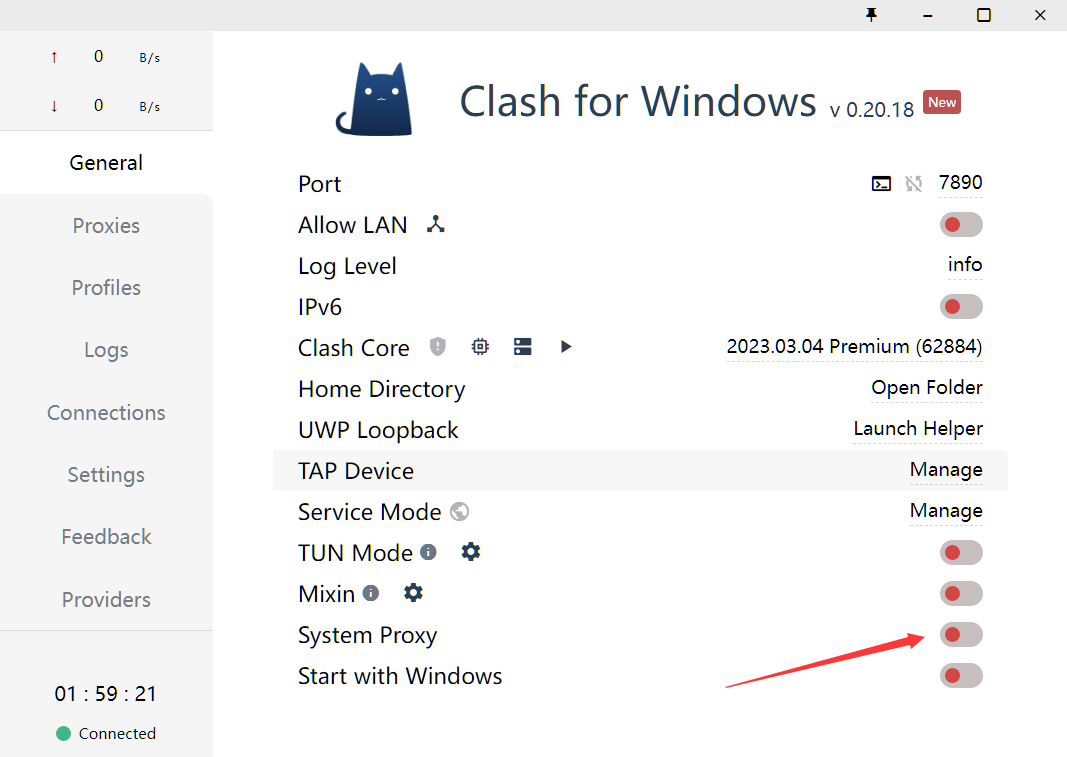 ↑ 0 B/s
↓ 0 B/s
General
Proxies
Profiles
Logs
Connections
Settings
Feedback
Providers
01 : 59 : 21
Connected
Clash for Windows v 0.20.18 New
Port 7890
Allow LAN
Log Level info
IPv6
Clash Core 2023.03.04 Premium (62884)
Home Directory Open Folder
UWP Loopback Launch Helper
TAP Device Manage
Service Mode Manage
TUN Mode
Mixin
System Proxy
Start with Windows